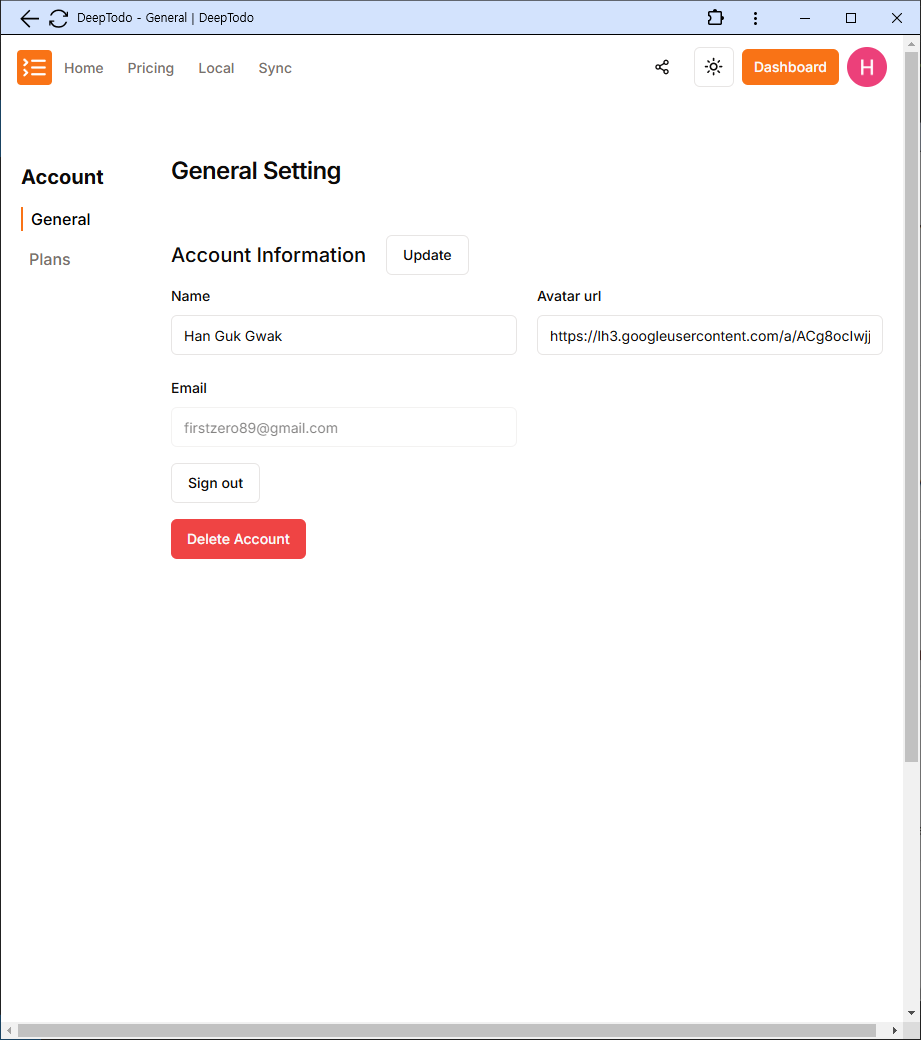 DeepTodo - General | DeepTodo
Home Pricing Local Sync Dashboard H
Account
General
Plans
General Setting
Account Information Update
Name Avatar url
Han Guk Gwak https://lh3.googleusercontent.com/a/ACg8ocIwjj
Email
firstzero89@gmail.com
Sign out
Delete Account